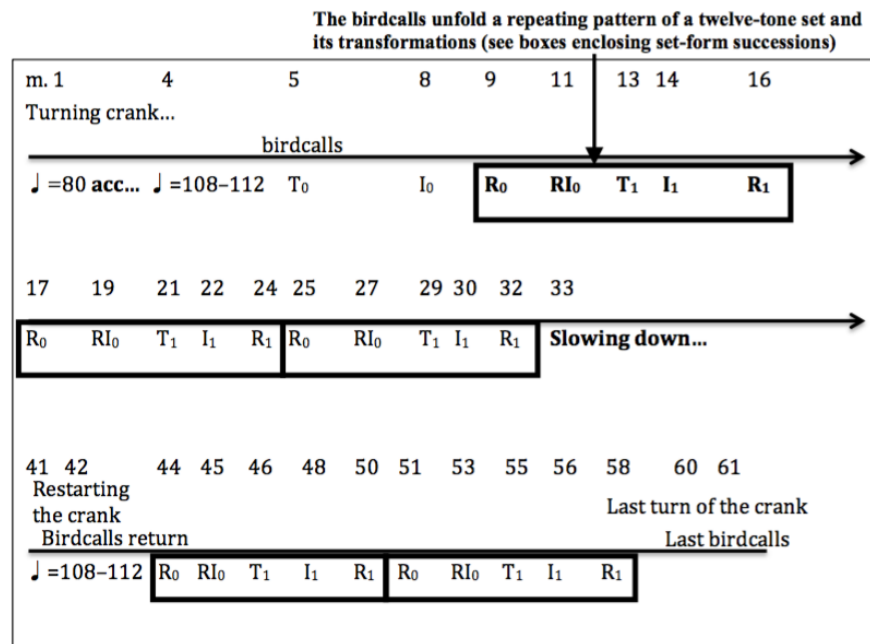 The birdcalls unfold a repeating pattern of a twelve-tone set and
its transformations (see boxes enclosing set-form successions)
m. 1 4 5 8 9 11 13 14 16
Turning crank...
birdcalls
♩ =80 acc... ♩ =108–112 T₀ I₀ R₀ RI₀ T₁ I₁ R₁
17 19 21 22 24 25 27 29 30 32 33
R₀ RI₀ T₁ I₁ R₁ R₀ RI₀ T₁ I₁ R₁ Slowing down...
41 42 44 45 46 48 50 51 53 55 56 58 60 61
Restarting
the crank Last turn of the crank
Birdcalls return Last birdcalls
♩ =108–112 R₀ RI₀ T₁ I₁ R₁ R₀ RI₀ T₁ I₁ R₁